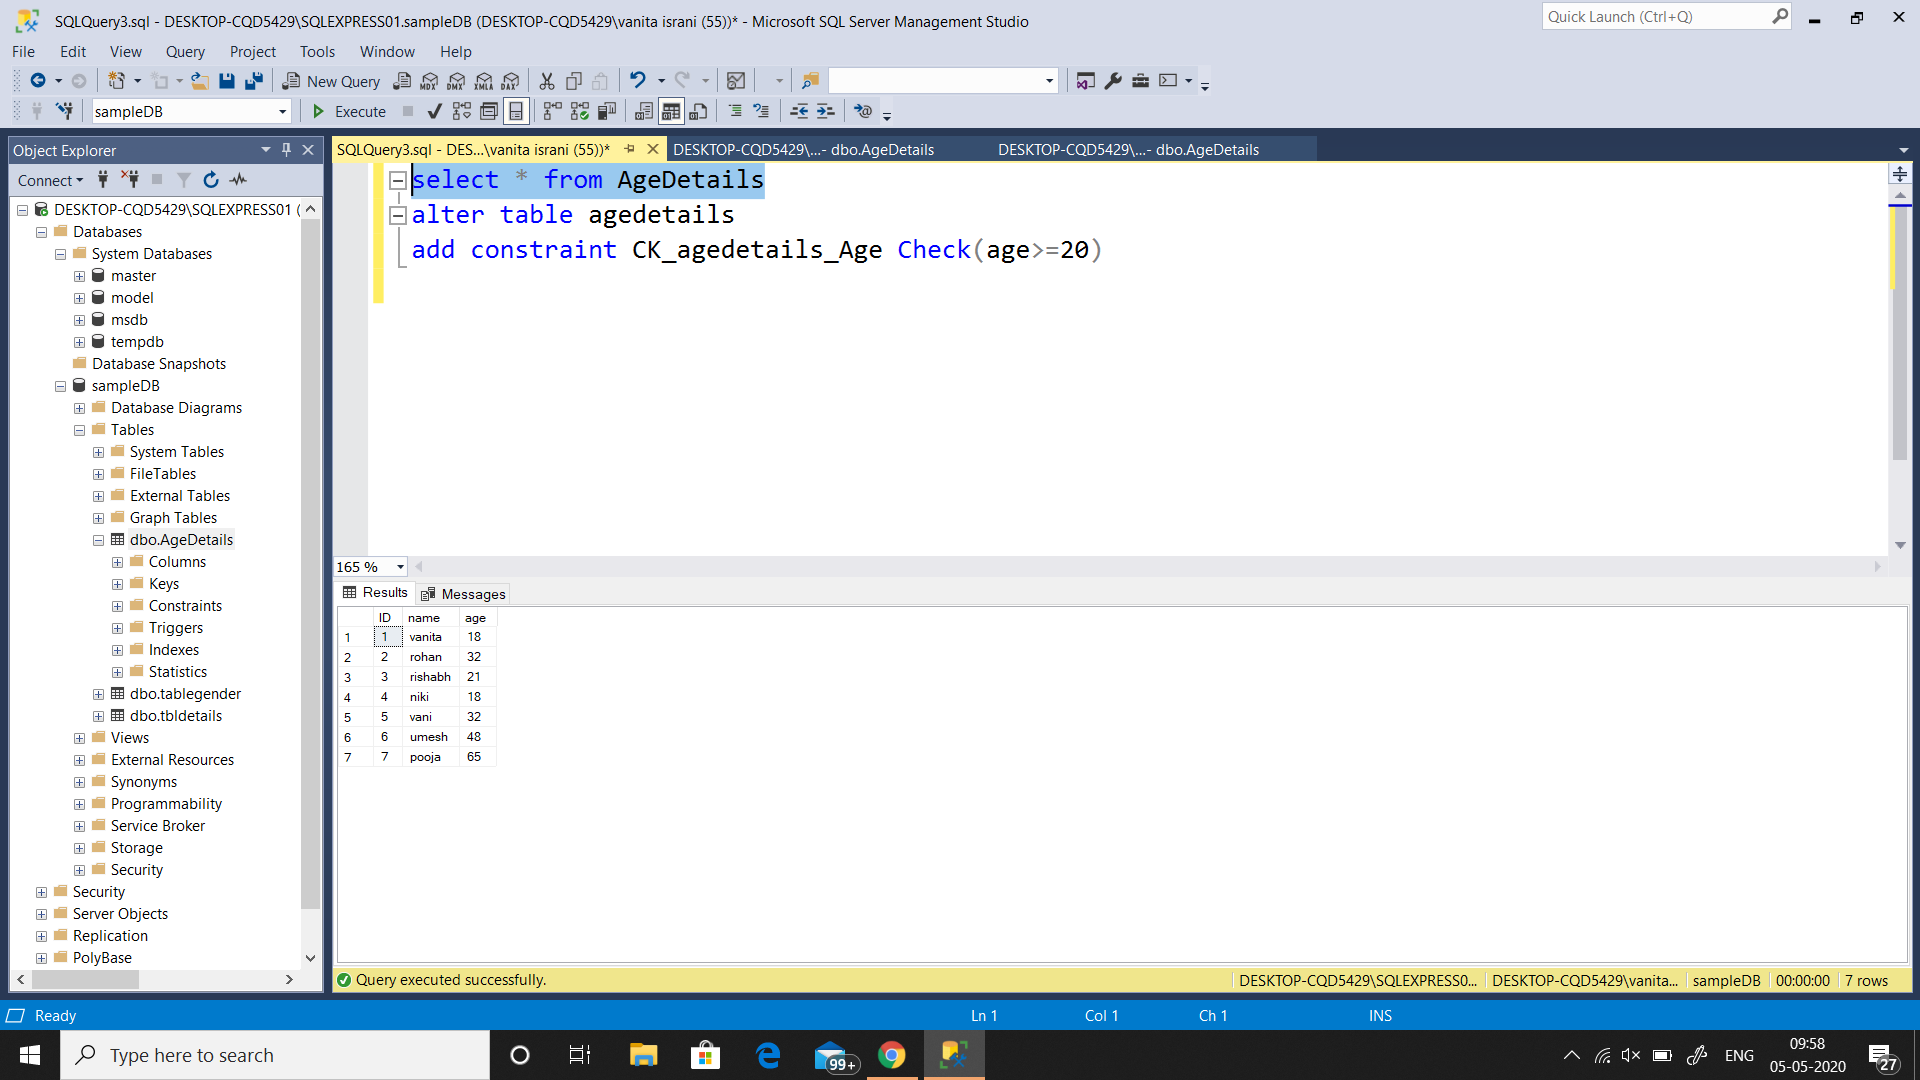 SQLQuery3.sql - DESKTOP-CQD5429\SQLEXPRESS01.sampleDB (DESKTOP-CQD5429\vanita israni (55))* - Microsoft SQL Server Management Studio
Quick Launch (Ctrl+Q)
File Edit View Query Project Tools Window Help
New Query MDX DMX XMLA DAX
sampleDB Execute
Object Explorer
SQLQuery3.sql - DES...\vanita israni (55))* DESKTOP-CQD5429\...- dbo.AgeDetails DESKTOP-CQD5429\...- dbo.AgeDetails
Connect
DESKTOP-CQD5429\SQLEXPRESS01 (
Databases
System Databases
master
model
msdb
tempdb
Database Snapshots
sampleDB
Database Diagrams
Tables
System Tables
FileTables
External Tables
Graph Tables
dbo.AgeDetails
Columns
Keys
Constraints
Triggers
Indexes
Statistics
dbo.tablegender
dbo.tbldetails
Views
External Resources
Synonyms
Programmability
Service Broker
Storage
Security
Security
Server Objects
Replication
PolyBase
select * from AgeDetails
alter table agedetails
add constraint CK_agedetails_Age Check(age>=20)
165 %
Results Messages
ID name age
1 1 vanita 18
2 2 rohan 32
3 3 rishabh 21
4 4 niki 18
5 5 vani 32
6 6 umesh 48
7 7 pooja 65
Query executed successfully.
DESKTOP-CQD5429\SQLEXPRESS0... DESKTOP-CQD5429\vanita... sampleDB 00:00:00 7 rows
Ready Ln 1 Col 1 Ch 1 INS
Type here to search
99+
ENG
09:58
05-05-2020
27